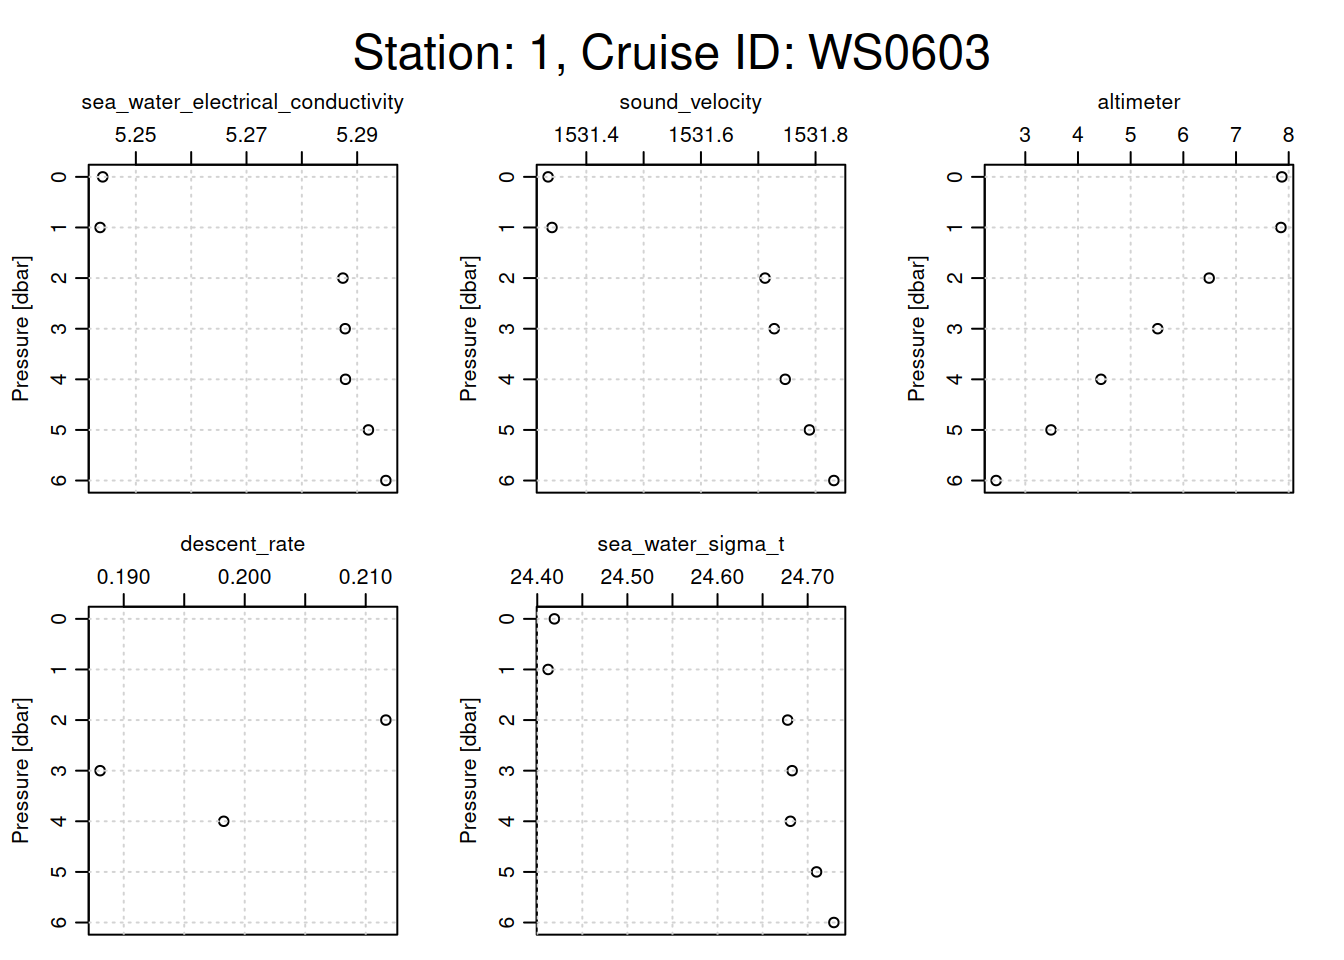 Station: 1, Cruise ID: WS0603
sea_water_electrical_conductivity
5.25 5.27 5.29
Pressure [dbar]
0
1
2
3
4
5
6
sound_velocity
1531.4 1531.6 1531.8
Pressure [dbar]
0
1
2
3
4
5
6
altimeter
3 4 5 6 7 8
Pressure [dbar]
0
1
2
3
4
5
6
descent_rate
0.190 0.200 0.210
Pressure [dbar]
0
1
2
3
4
5
6
sea_water_sigma_t
24.40 24.50 24.60 24.70
Pressure [dbar]
0
1
2
3
4
5
6